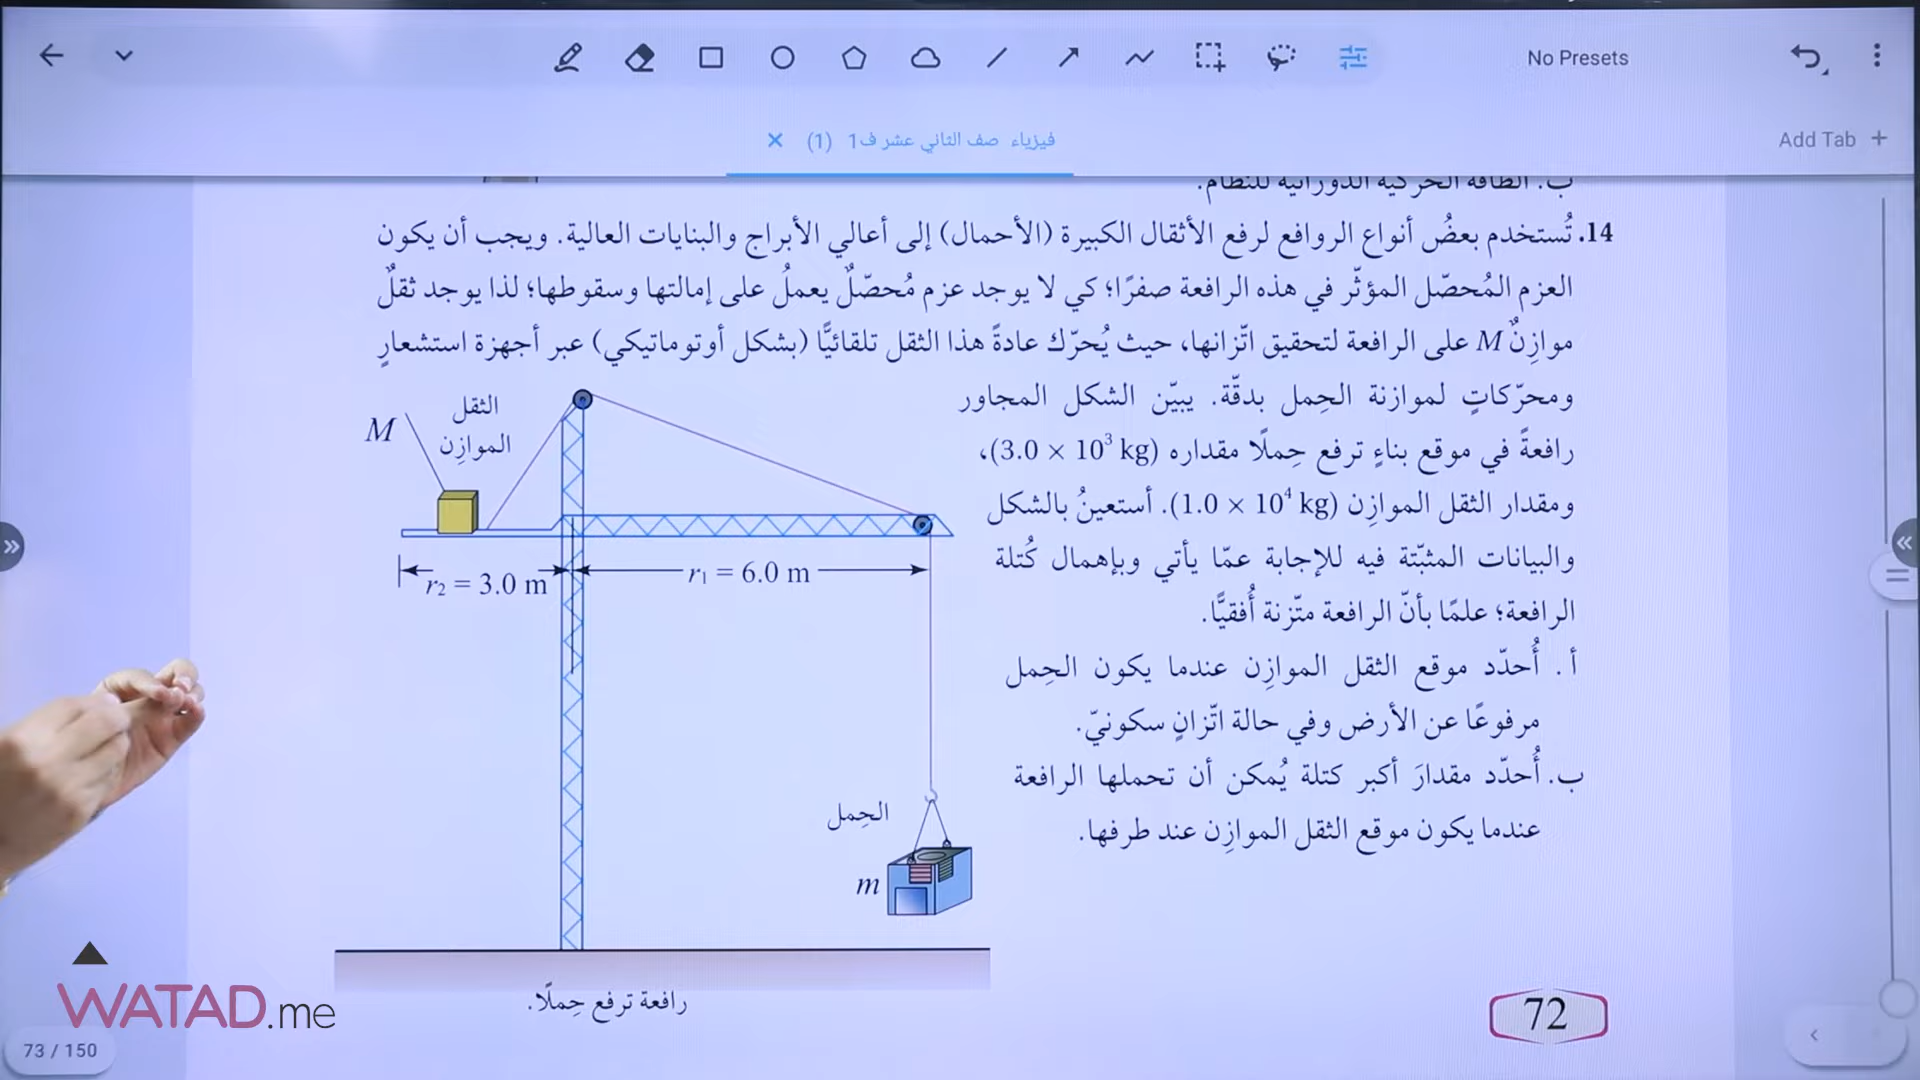 No Presets
فيزياء صف الثاني عشر ف1 (1)
Add Tab
ب. الطاقة الحركية الدورانية للنظام.
14. تُستخدم بعضُ أنواع الروافع لرفع الأثقال الكبيرة (الأحمال) إلى أعالي الأبراج والبنايات العالية. ويجب أن يكون
العزم المُحصّل المؤثّر في هذه الرافعة صفرًا؛ كي لا يوجد عزم مُحصّلٌ يعملُ على إمالتها وسقوطها؛ لذا يوجد ثقلٌ
موازِنٌ M على الرافعة لتحقيق اتّزانها، حيث يُحرّك عادةً هذا الثقل تلقائيًّا (بشكل أوتوماتيكي) عبر أجهزة استشعارٍ
ومحرّكاتٍ لموازنة الحِمل بدقّة. يبيّن الشكل المجاور
رافعةً في موقع بناءٍ ترفع حِملًا مقداره (3.0 × 10³ kg)،
ومقدار الثقل الموازِن (1.0 × 10⁴ kg). أستعينُ بالشكل
والبيانات المثبّتة فيه للإجابة عمّا يأتي وبإهمال كُتلة
الرافعة؛ علمًا بأنّ الرافعة متّزنة أُفقيًّا.
أ. أُحدّد موقع الثقل الموازِن عندما يكون الحِمل
مرفوعًا عن الأرض وفي حالة اتّزانٍ سكونيّ.
ب. أُحدّد مقدارَ أكبر كتلة يُمكن أن تحملها الرافعة
عندما يكون موقع الثقل الموازِن عند طرفها.
M
الثقل
الموازِن
r₂ = 3.0 m
r₁ = 6.0 m
الحِمل
m
رافعة ترفع حِملًا.
72
WATAD.me
73 / 150